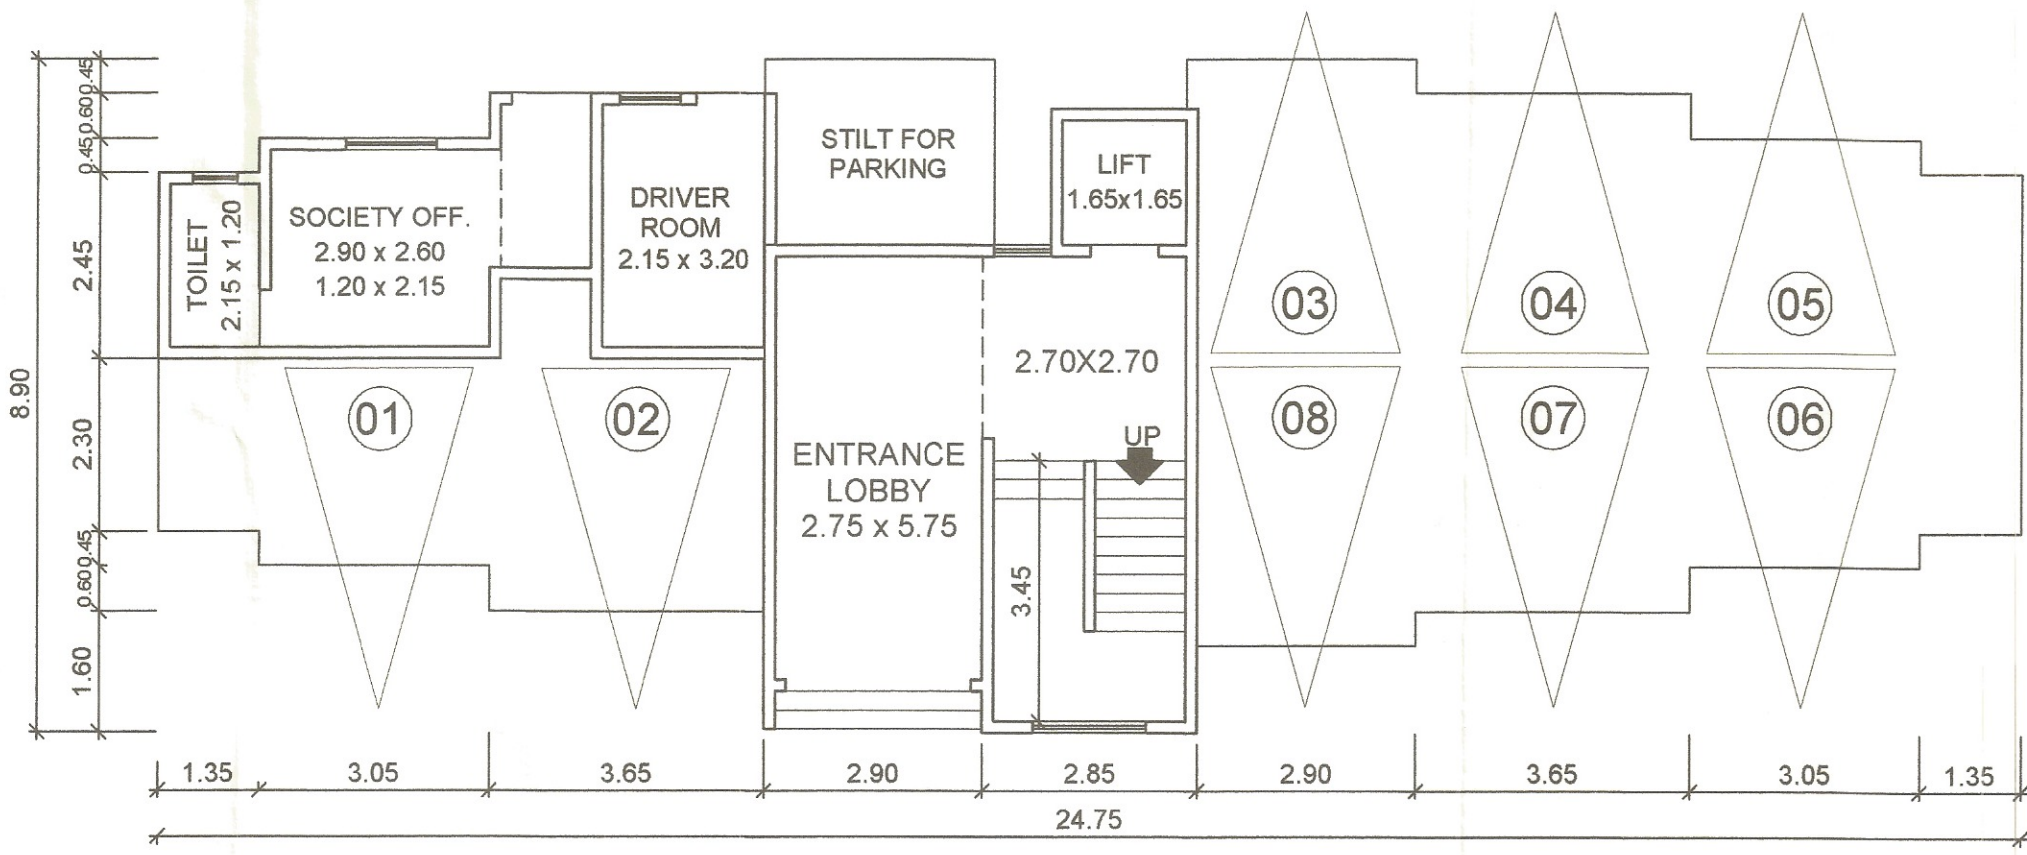 0.45
0.60
0.45
2.45
2.30
0.45
0.60
1.60
8.90
TOILET
2.15 x 1.20
SOCIETY OFF.
2.90 x 2.60
1.20 x 2.15
DRIVER
ROOM
2.15 x 3.20
STILT FOR
PARKING
LIFT
1.65x1.65
2.70X2.70
UP
ENTRANCE
LOBBY
2.75 x 5.75
3.45
03
04
05
01
02
08
07
06
1.35
3.05
3.65
2.90
2.85
2.90
3.65
3.05
1.35
24.75